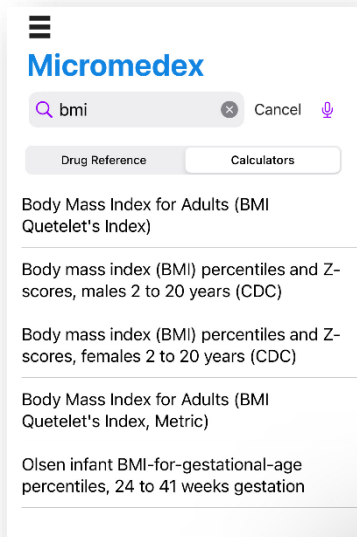 Micromedex
bmi
Cancel
Drug Reference
Calculators
Body Mass Index for Adults (BMI
Quetelet's Index)
Body mass index (BMI) percentiles and Z-
scores, males 2 to 20 years (CDC)
Body mass index (BMI) percentiles and Z-
scores, females 2 to 20 years (CDC)
Body Mass Index for Adults (BMI
Quetelet's Index, Metric)
Olsen infant BMI-for-gestational-age
percentiles, 24 to 41 weeks gestation